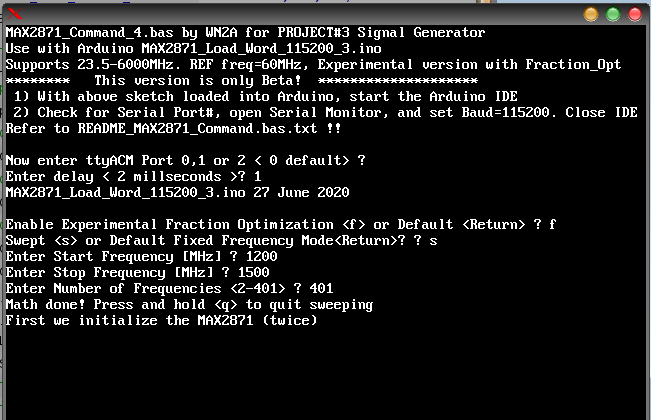 MAX2871_Command_4.bas by WN2A for PROJECT#3 Signal Generator
Use with Arduino MAX2871_Load_Word_115200_3.ino
Supports 23.5-6000MHz. REF freq=60MHz, Experimental version with Fraction_Opt
********   This version is only Beta!  ********************
 1) With above sketch loaded into Arduino, start the Arduino IDE
 2) Check for Serial Port#, open Serial Monitor, and set Baud=115200. Close IDE
Refer to README_MAX2871_Command.bas.txt !!
Now enter ttyACM Port 0,1 or 2 < 0 default> ?
Enter delay < 2 millseconds >? 1
MAX2871_Load_Word_115200_3.ino 27 June 2020
Enable Experimental Fraction Optimization <f> or Default <Return> ? f
Swept <s> or Default Fixed Frequency Mode<Return>? ? s
Enter Start Frequency [MHz] ? 1200
Enter Stop Frequency [MHz] ? 1500
Enter Number of Frequencies <2-401> ? 401
Math done! Press and hold <q> to quit sweeping
First we initialize the MAX2871 (twice)